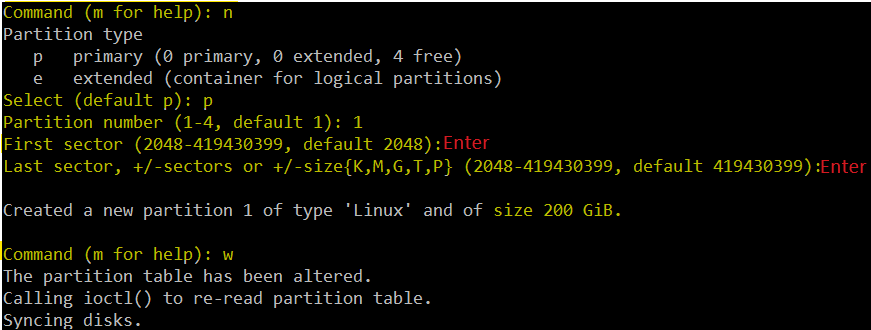 Command (m for help): n
Partition type
   p   primary (0 primary, 0 extended, 4 free)
   e   extended (container for logical partitions)
Select (default p): p
Partition number (1-4, default 1): 1
First sector (2048-419430399, default 2048):Enter
Last sector, +/-sectors or +/-size{K,M,G,T,P} (2048-419430399, default 419430399):Enter

Created a new partition 1 of type 'Linux' and of size 200 GiB.

Command (m for help): w
The partition table has been altered.
Calling ioctl() to re-read partition table.
Syncing disks.